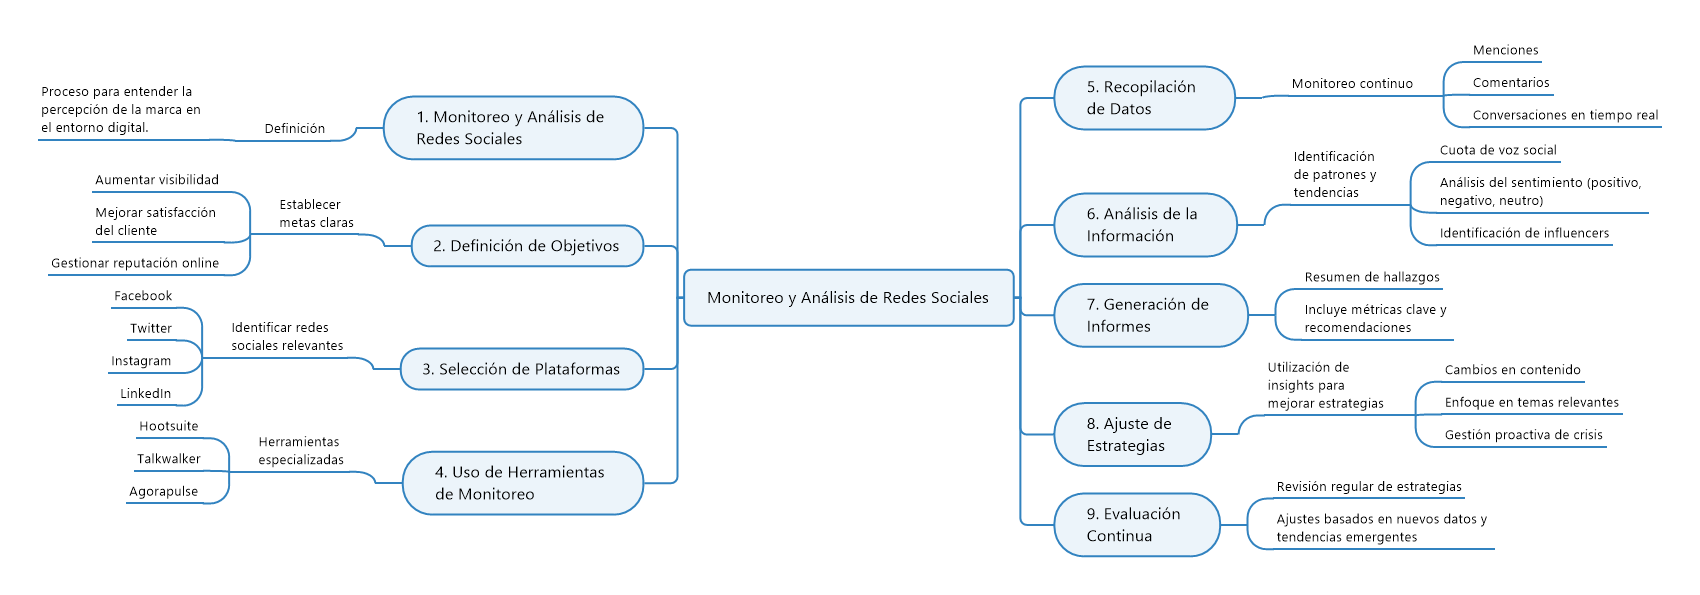 Monitoreo y Análisis de Redes Sociales
1. Monitoreo y Análisis de
Redes Sociales
Definición
Proceso para entender la
percepción de la marca en
el entorno digital.
2. Definición de Objetivos
Establecer
metas claras
Aumentar visibilidad
Mejorar satisfacción
del cliente
Gestionar reputación online
3. Selección de Plataformas
Identificar redes
sociales relevantes
Facebook
Twitter
Instagram
LinkedIn
4. Uso de Herramientas
de Monitoreo
Herramientas
especializadas
Hootsuite
Talkwalker
Agorapulse
5. Recopilación
de Datos
Monitoreo continuo
Menciones
Comentarios
Conversaciones en tiempo real
6. Análisis de la
Información
Identificación
de patrones y
tendencias
Cuota de voz social
Análisis del sentimiento (positivo,
negativo, neutro)
Identificación de influencers
7. Generación de
Informes
Resumen de hallazgos
Incluye métricas clave y
recomendaciones
8. Ajuste de
Estrategias
Utilización de
insights para
mejorar estrategias
Cambios en contenido
Enfoque en temas relevantes
Gestión proactiva de crisis
9. Evaluación
Continua
Revisión regular de estrategias
Ajustes basados en nuevos datos y
tendencias emergentes